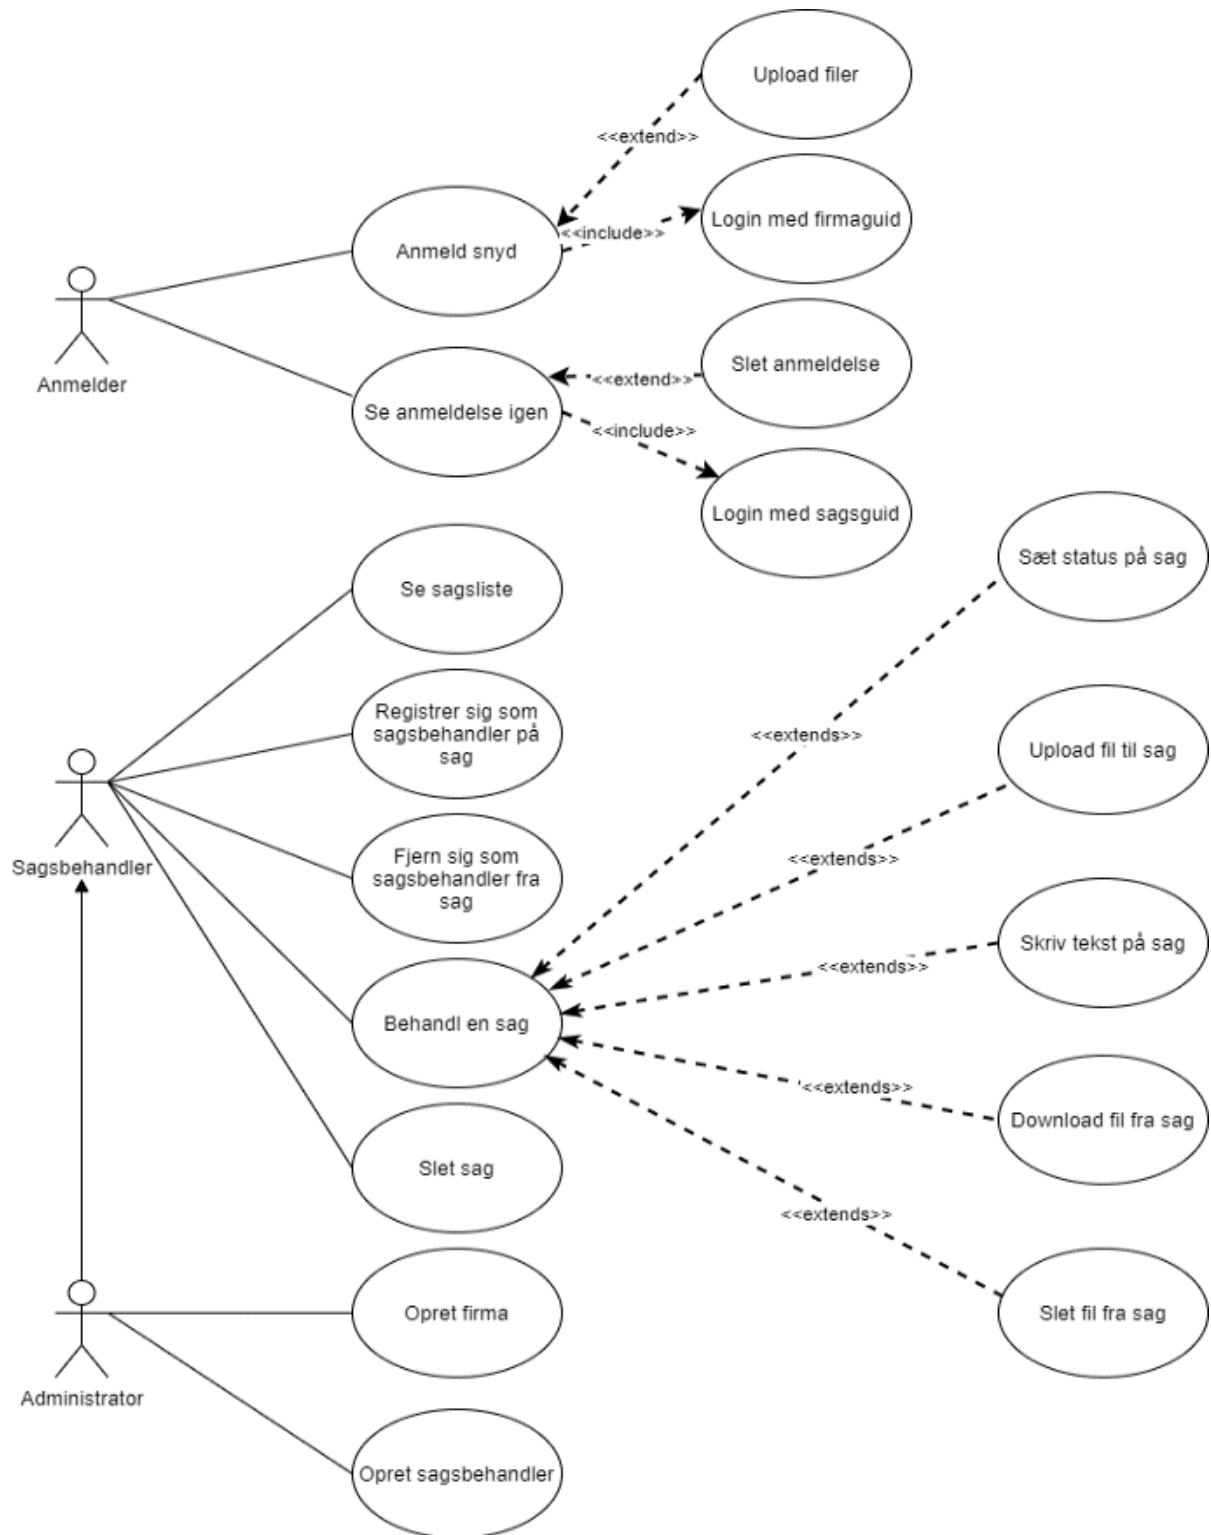 Upload filer
<<extend>>
Login med firmaguid
<<include>>
Anmeld snyd
Anmelder
Slet anmeldelse
<<extend>>
Se anmeldelse igen
<<include>>
Login med sagsguid
Sæt status på sag
Se sagsliste
Registrer sig som
sagsbehandler på
sag
<<extends>>
Upload fil til sag
Sagsbehandler
Fjern sig som
sagsbehandler fra
sag
<<extends>>
Skriv tekst på sag
<<extends>>
Behandl en sag
<<extends>>
Download fil fra sag
Slet sag
<<extends>>
Opret firma
Slet fil fra sag
Administrator
Opret sagsbehandler